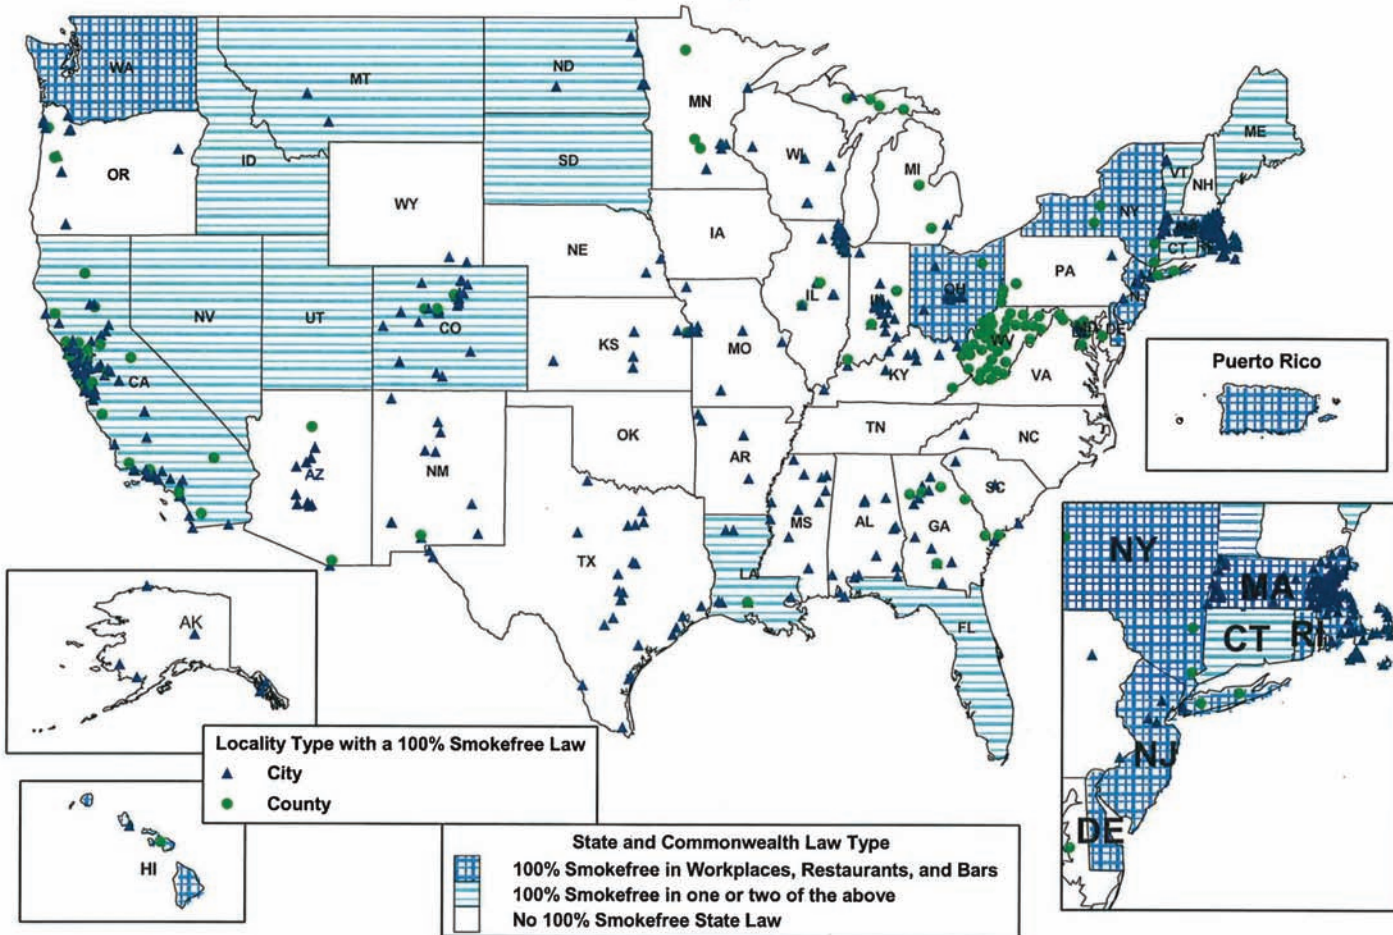 WA
MT
ND
MN
ME
OR
ID
SD
WI
MI
VT
NH
NY
WY
IA
MA
CT
RI
NE
PA
NV
UT
CO
IL
IN
OH
NJ
CA
KS
MO
WV
MD
DE
KY
VA
Puerto Rico
OK
TN
NC
AZ
NM
AR
SC
MS
AL
GA
TX
LA
FL
AK
HI
NY
MA
CT
RI
NJ
DE
Locality Type with a 100% Smokefree Law
City
County
State and Commonwealth Law Type
100% Smokefree in Workplaces, Restaurants, and Bars
100% Smokefree in one or two of the above
No 100% Smokefree State Law